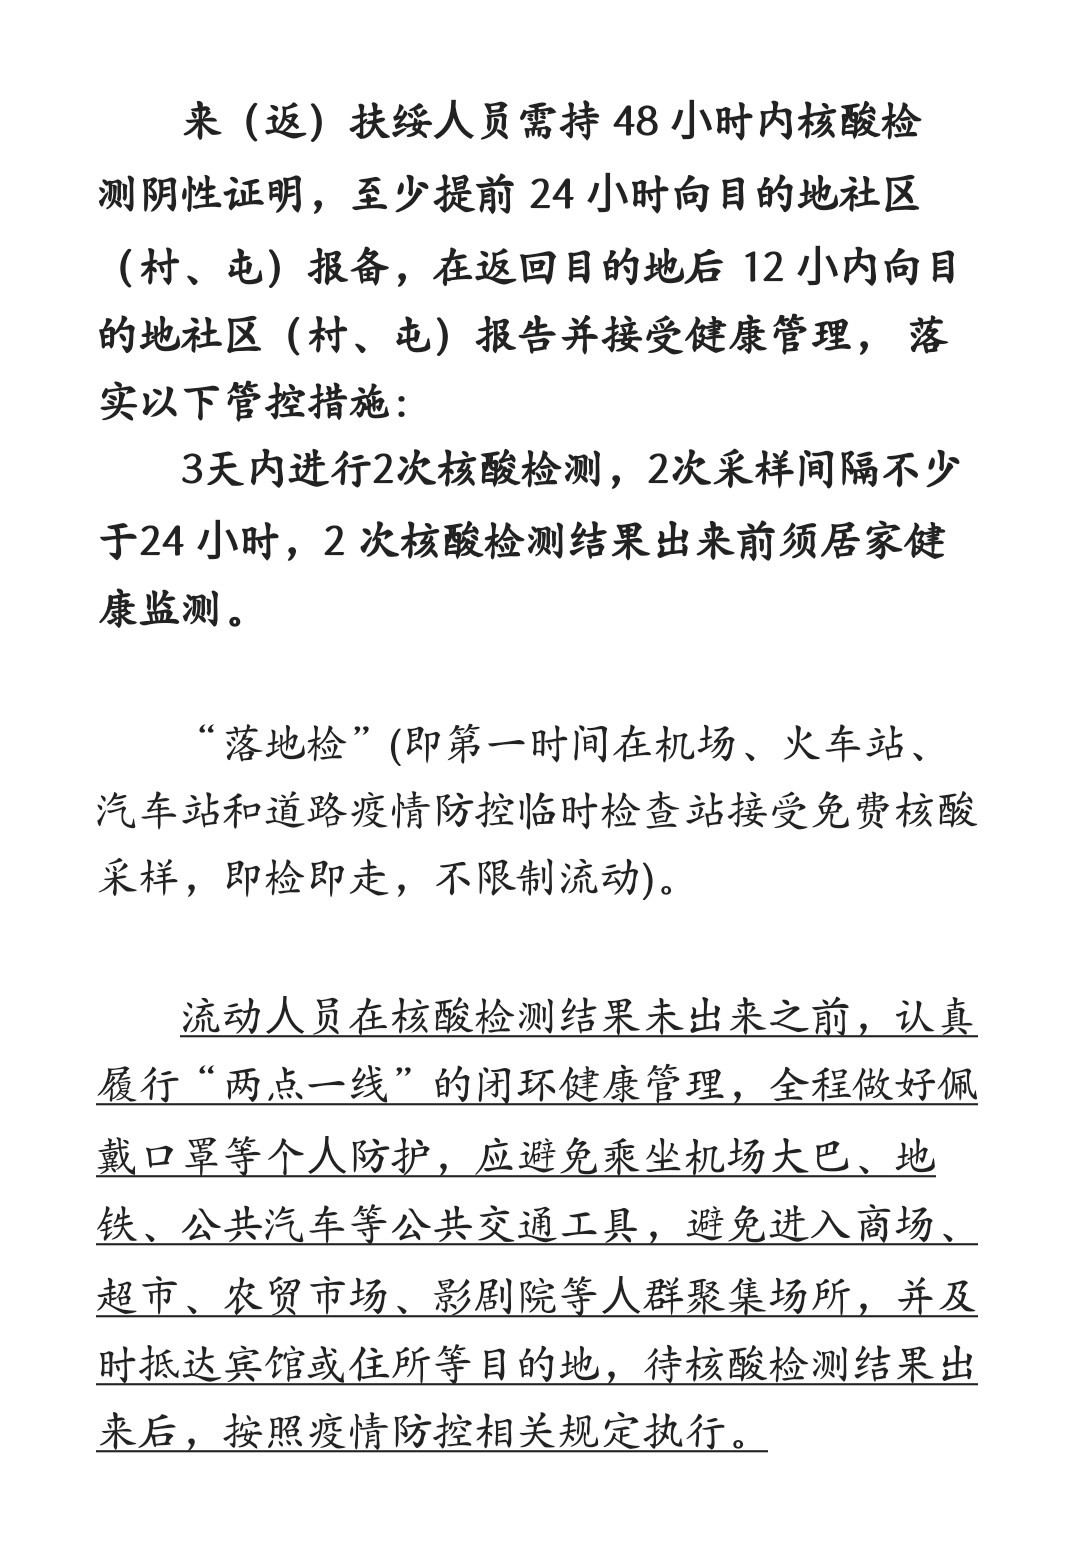 来（返）扶绥人员需持 48 小时内核酸检
测阴性证明，至少提前 24 小时向目的地社区
（村、屯）报备，在返回目的地后 12 小内向目
的地社区（村、屯）报告并接受健康管理， 落
实以下管控措施：
3天内进行2次核酸检测，2次采样间隔不少
于24 小时，2 次核酸检测结果出来前须居家健
康监测。
“落地检”(即第一时间在机场、火车站、
汽车站和道路疫情防控临时检查站接受免费核酸
采样，即检即走，不限制流动)。
流动人员在核酸检测结果未出来之前，认真
履行“两点一线”的闭环健康管理，全程做好佩
戴口罩等个人防护，应避免乘坐机场大巴、地
铁、公共汽车等公共交通工具，避免进入商场、
超市、农贸市场、影剧院等人群聚集场所，并及
时抵达宾馆或住所等目的地，待核酸检测结果出
来后，按照疫情防控相关规定执行。